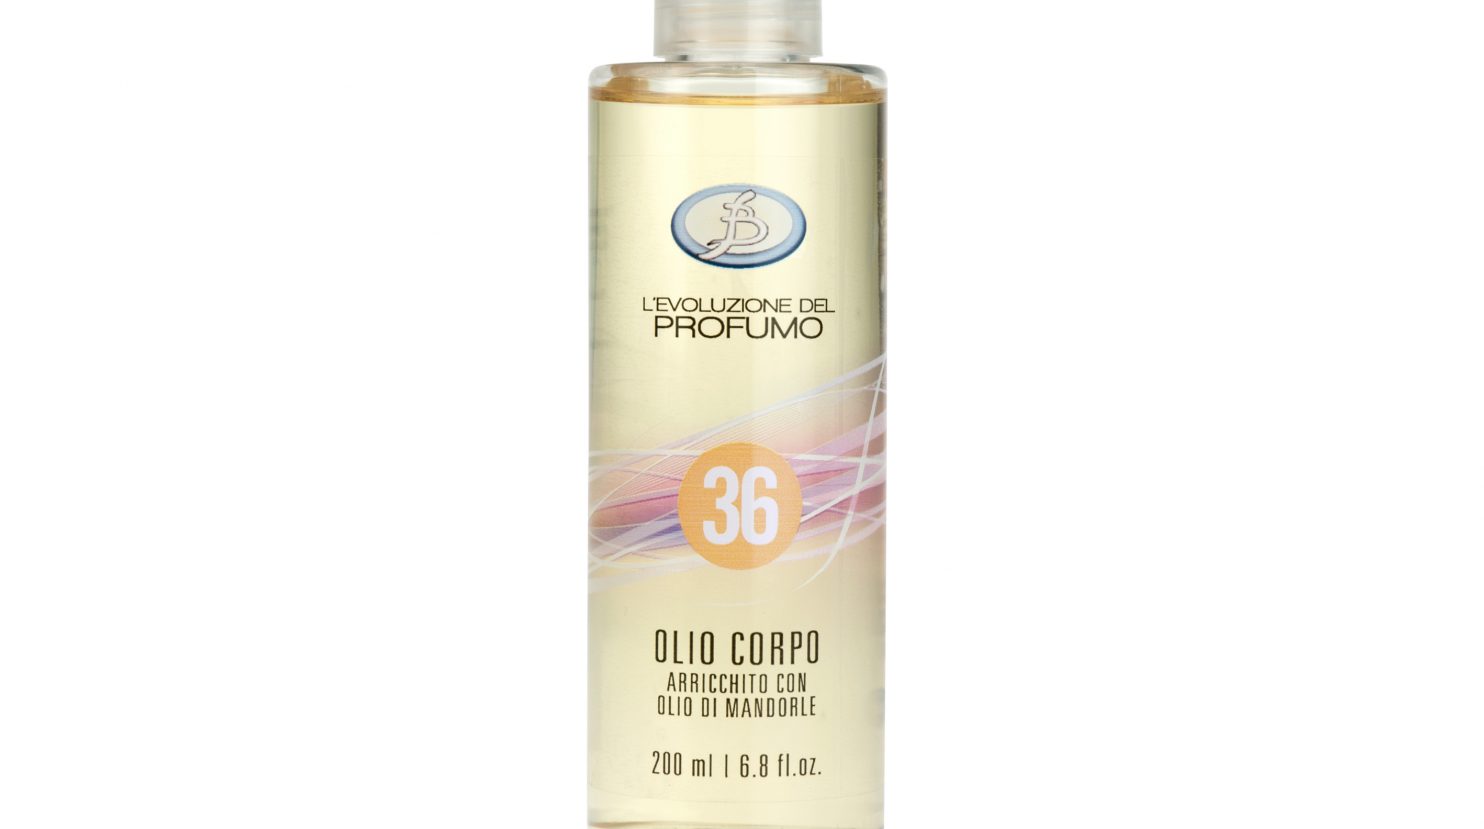 L'EVOLUZIONE DEL
PROFUMO
36
OLIO CORPO
ARRICCHITO CON
OLIO DI MANDORLE
200 ml | 6.8 fl.oz.